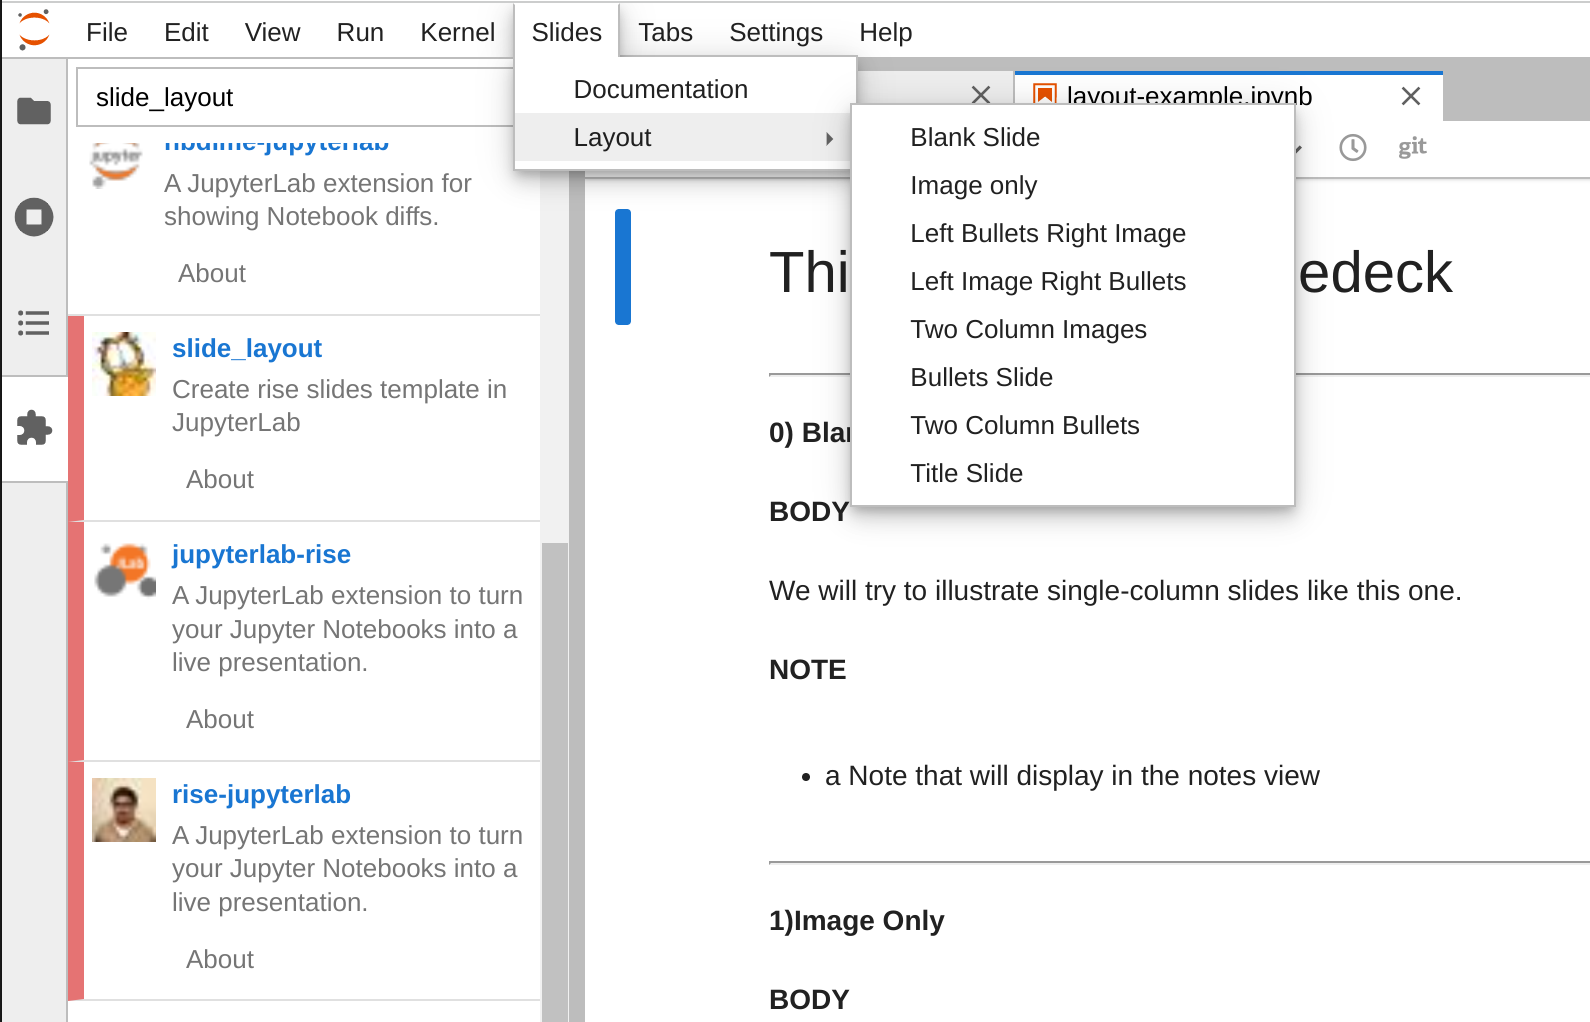 File Edit View Run Kernel Slides Tabs Settings Help
slide_layout
Documentation
Layout
layout-example.ipynb
git
Blank Slide
Image only
Left Bullets Right Image
Left Image Right Bullets
Two Column Images
Bullets Slide
Two Column Bullets
Title Slide
nbdime-jupyterlab
jupyter
A JupyterLab extension for
showing Notebook diffs.
About
slide_layout
Create rise slides template in
JupyterLab
About
jupyterlab-rise
A JupyterLab extension to turn
your Jupyter Notebooks into a
live presentation.
About
rise-jupyterlab
A JupyterLab extension to turn
your Jupyter Notebooks into a
live presentation.
About
Thi edeck
0) Blan
BODY
We will try to illustrate single-column slides like this one.
NOTE
• a Note that will display in the notes view
1)Image Only
BODY